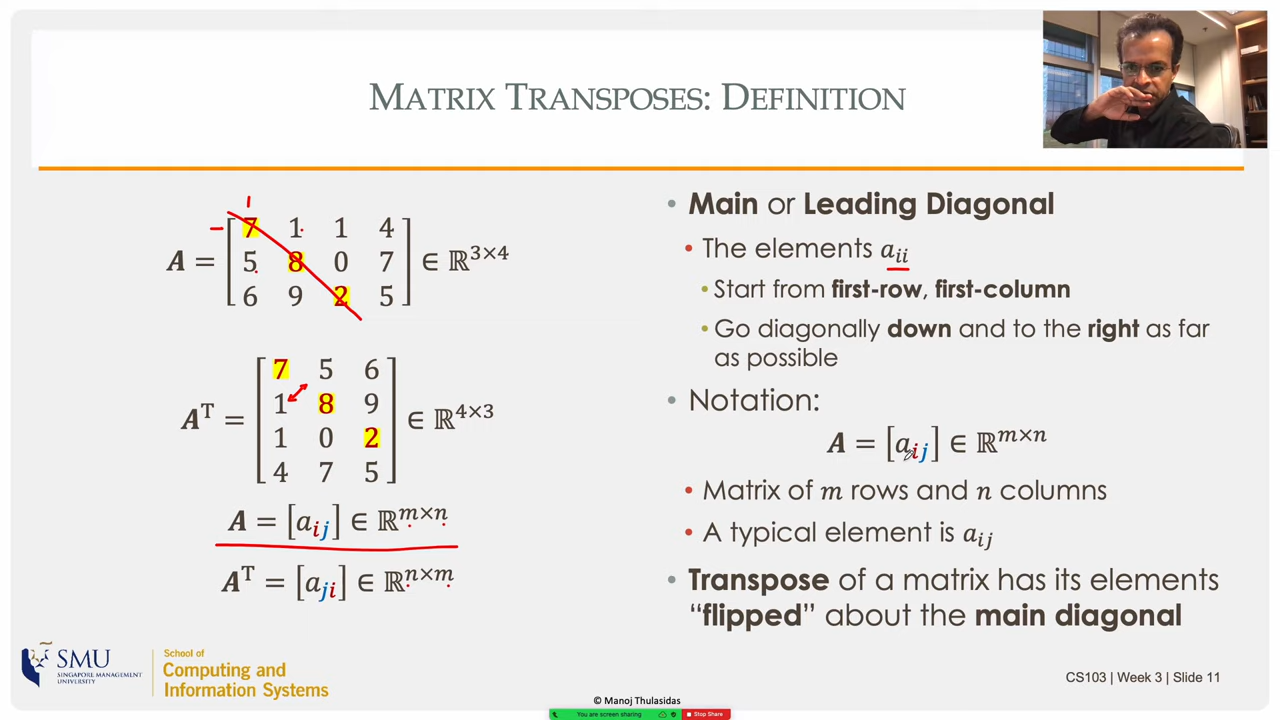 MATRIX TRANSPOSES: DEFINITION
A = [7 1 1 4
5 8 0 7
6 9 2 5] ∈ ℝ^{3×4}
A^T = [7 5 6
1 8 9
1 0 2
4 7 5] ∈ ℝ^{4×3}
A = [a_{ij}] ∈ ℝ^{m×n}
A^T = [a_{ji}] ∈ ℝ^{n×m}
• Main or Leading Diagonal
• The elements a_{ii}
• Start from first-row, first-column
• Go diagonally down and to the right as far
as possible
• Notation:
A = [a_{ij}] ∈ ℝ^{m×n}
• Matrix of m rows and n columns
• A typical element is a_{ij}
• Transpose of a matrix has its elements
“flipped” about the main diagonal
SMU
SINGAPORE MANAGEMENT
UNIVERSITY
School of
Computing and
Information Systems
CS103 | Week 3 | Slide 11
© Manoj Thulasidas
You are screen sharing
Stop Share